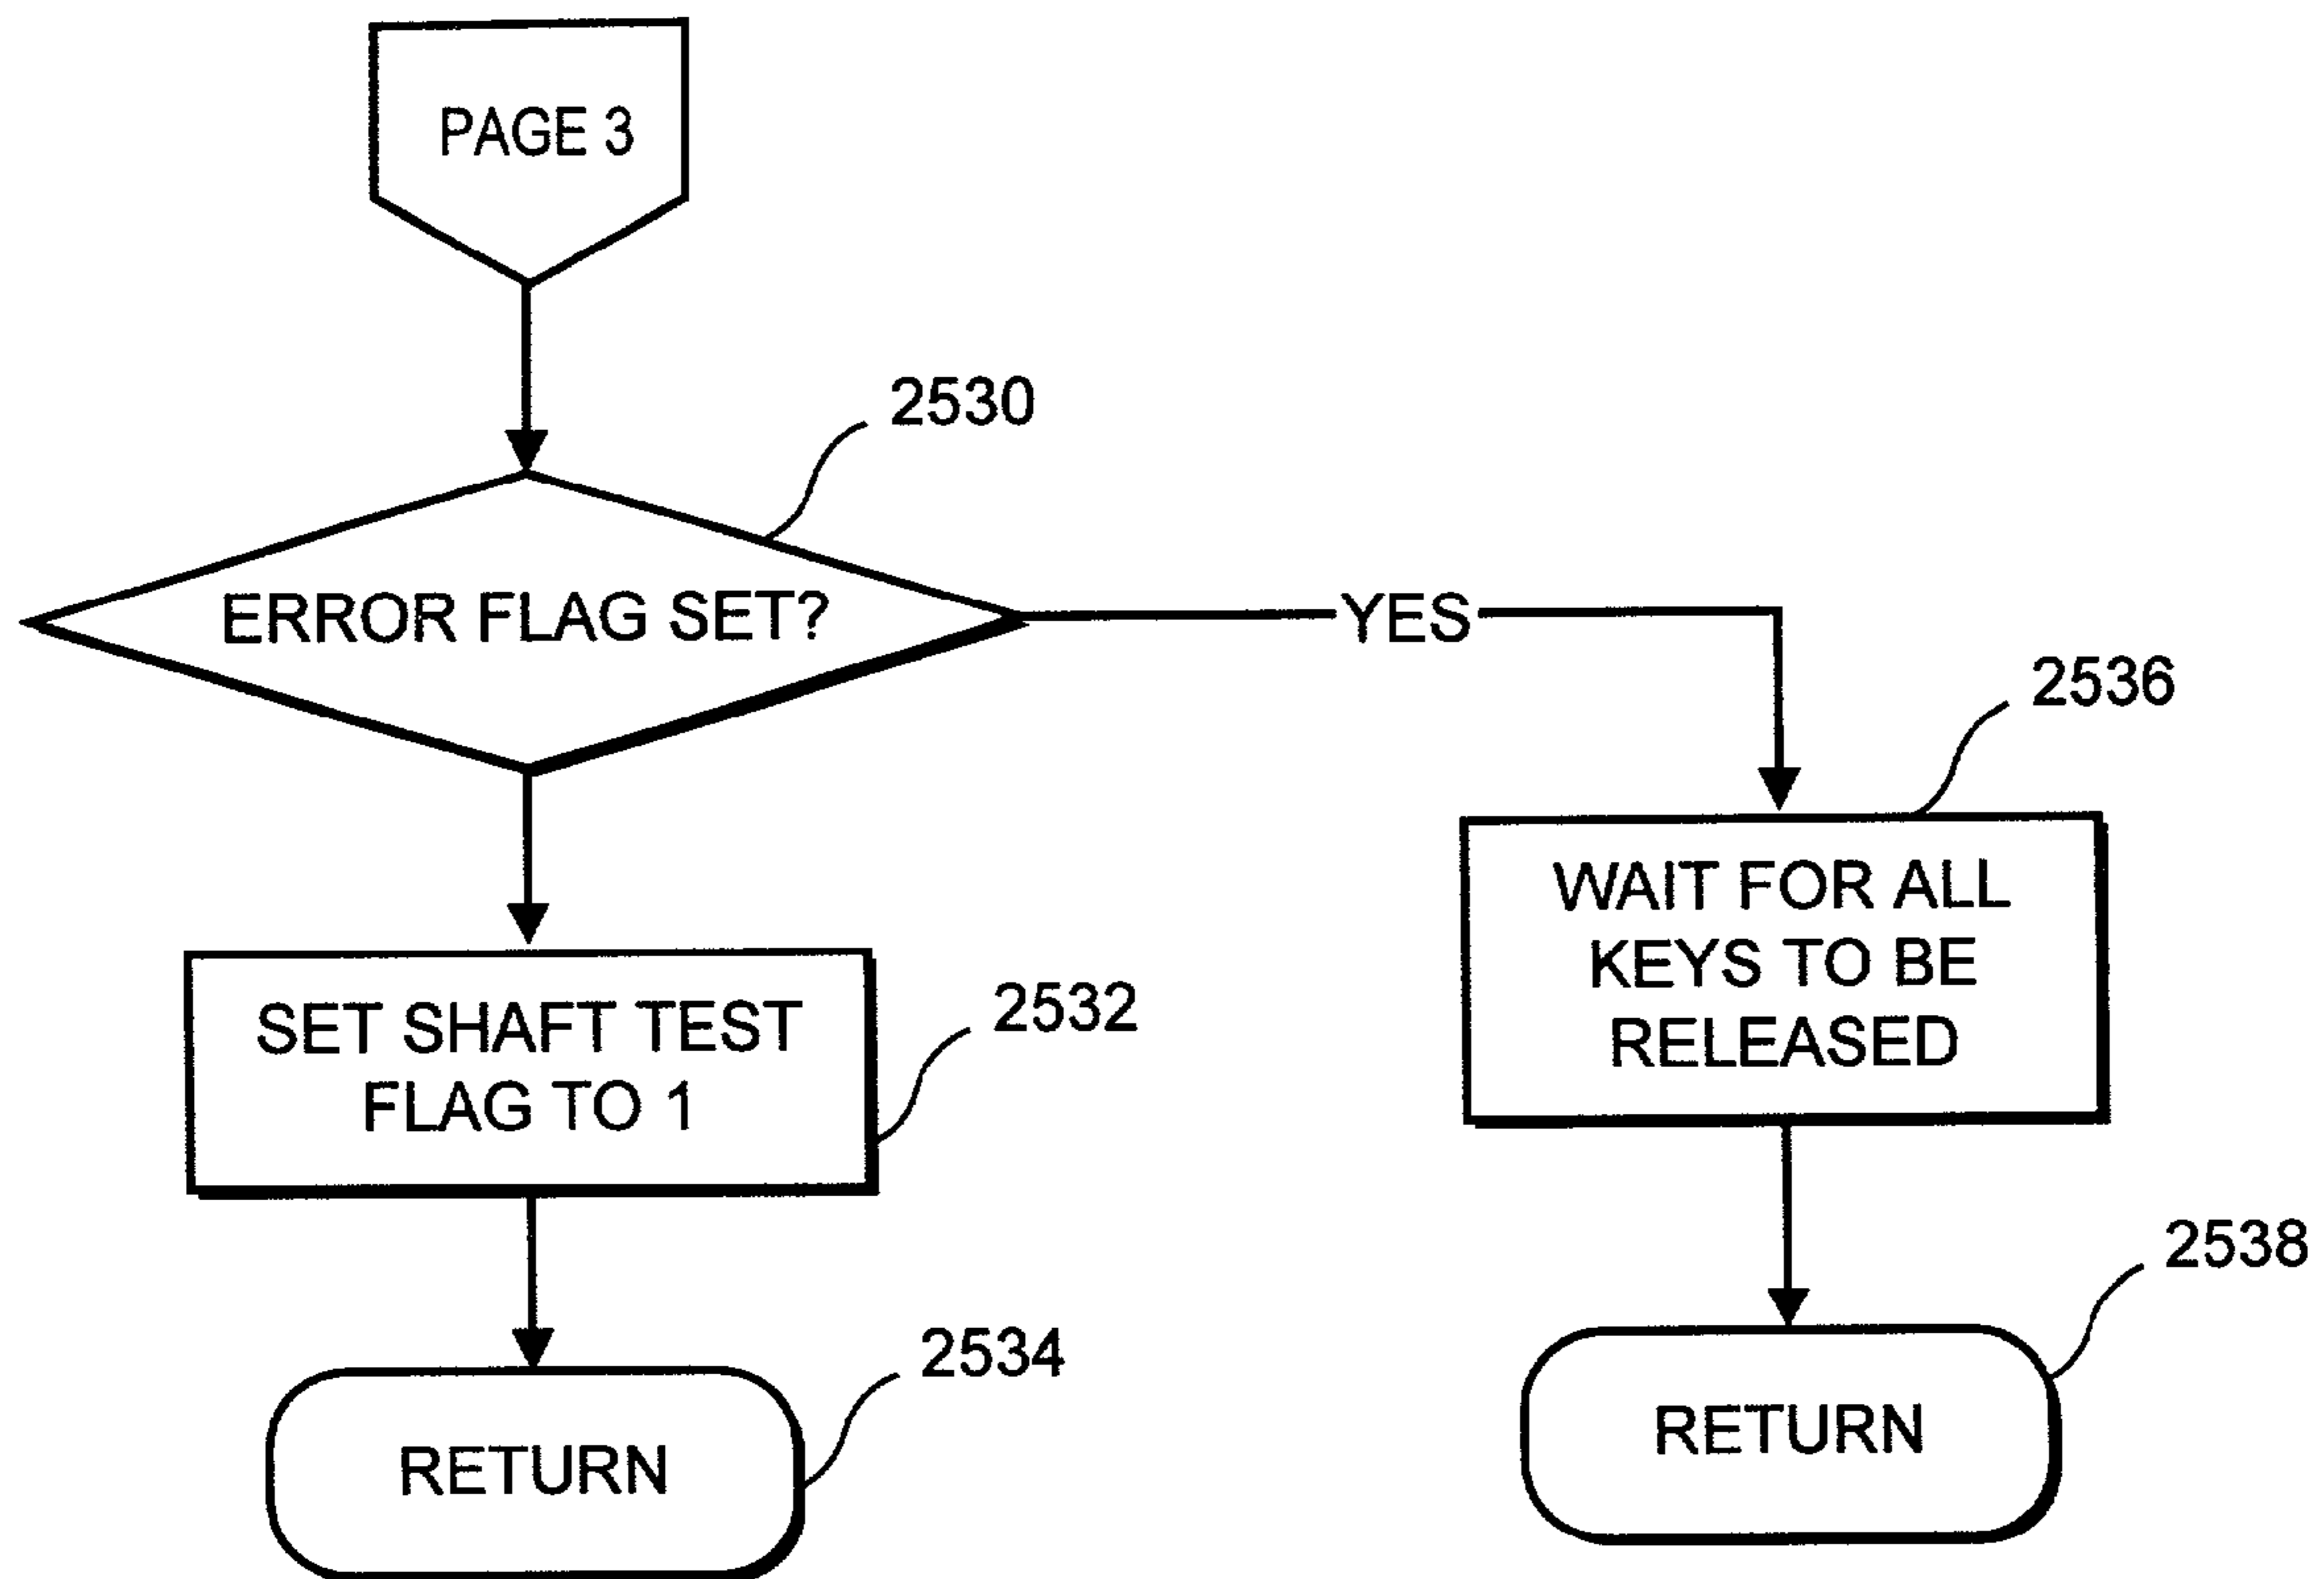 PAGE 3
2530
ERROR FLAG SET?
YES
2536
WAIT FOR ALL
KEYS TO BE
RELEASED
SET SHAFT TEST
FLAG TO 1
2532
2538
2534
RETURN
RETURN